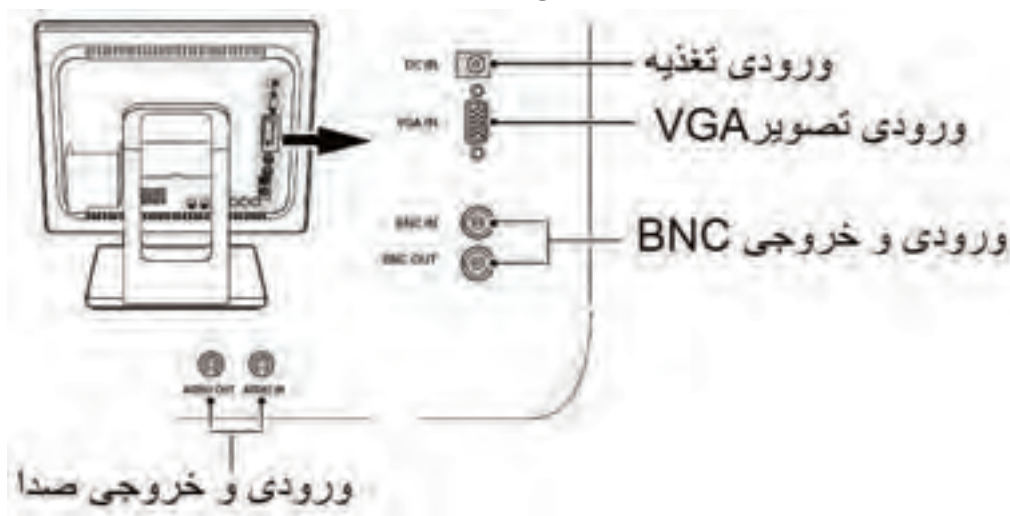 DC IN
ورودی تغذیه
VGA IN
ورودی تصویر VGA
BNC IN
BNC OUT
ورودی و خروجی BNC
AUDIO OUT AUDIO IN
ورودی و خروجی صدا